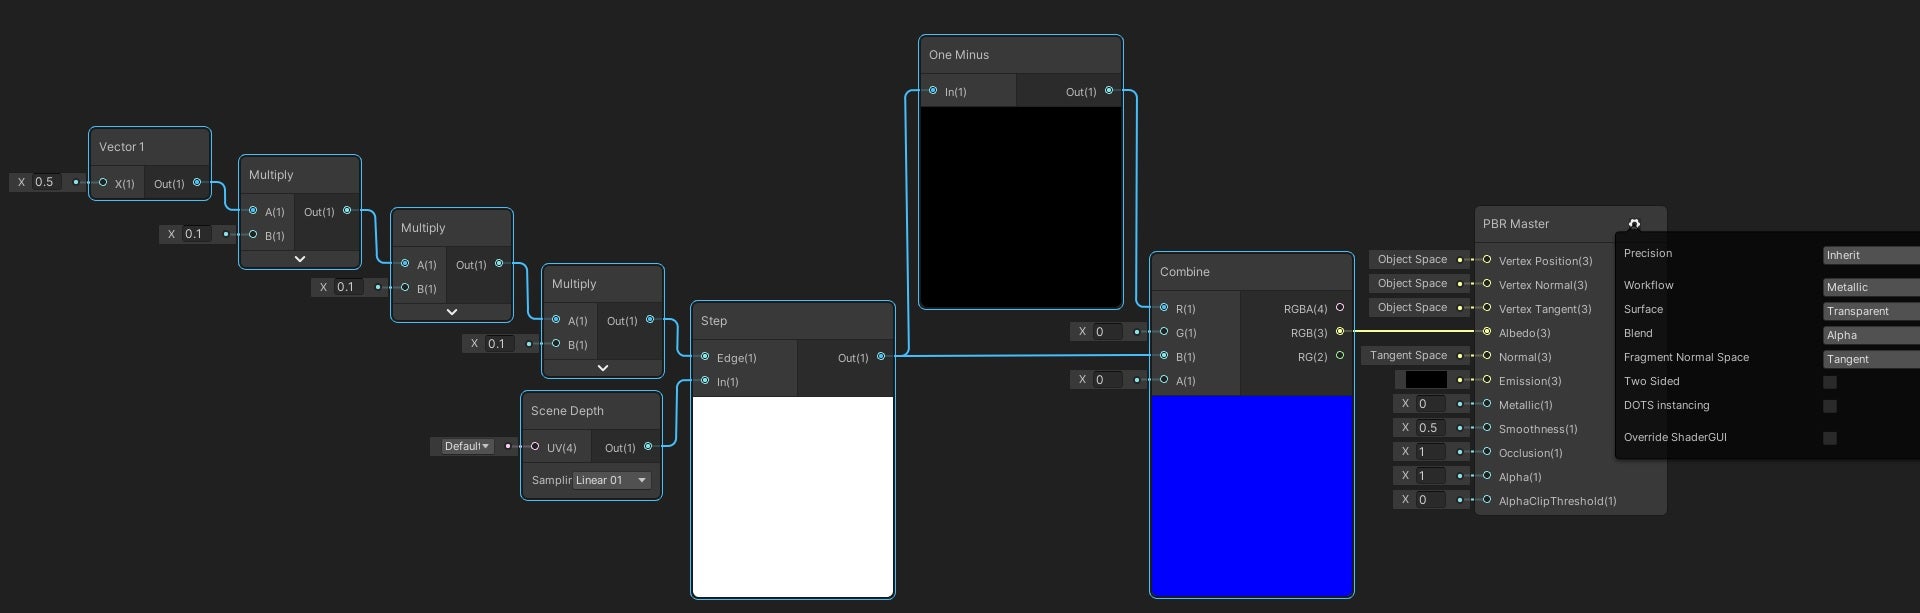 Vector 1
X 0.5
X(1) Out(1)
Multiply
A(1) Out(1)
X 0.1
B(1)
Multiply
A(1) Out(1)
X 0.1
B(1)
Multiply
A(1) Out(1)
X 0.1
B(1)
Scene Depth
Default
UV(4) Out(1)
Samplin Linear 01
Step
Edge(1) Out(1)
In(1)
One Minus
In(1) Out(1)
Combine
R(1) RGBA(4)
X 0
G(1) RGB(3)
B(1) RG(2)
X 0
A(1)
PBR Master
Object Space Vertex Position(3)
Object Space Vertex Normal(3)
Object Space Vertex Tangent(3)
Albedo(3)
Tangent Space Normal(3)
Emission(3)
X 0 Metallic(1)
X 0.5 Smoothness(1)
X 1 Occlusion(1)
X 1 Alpha(1)
X 0 AlphaClipThreshold(1)
Precision Inherit
Workflow Metallic
Surface Transparent
Blend Alpha
Fragment Normal Space Tangent
Two Sided
DOTS instancing
Override ShaderGUI